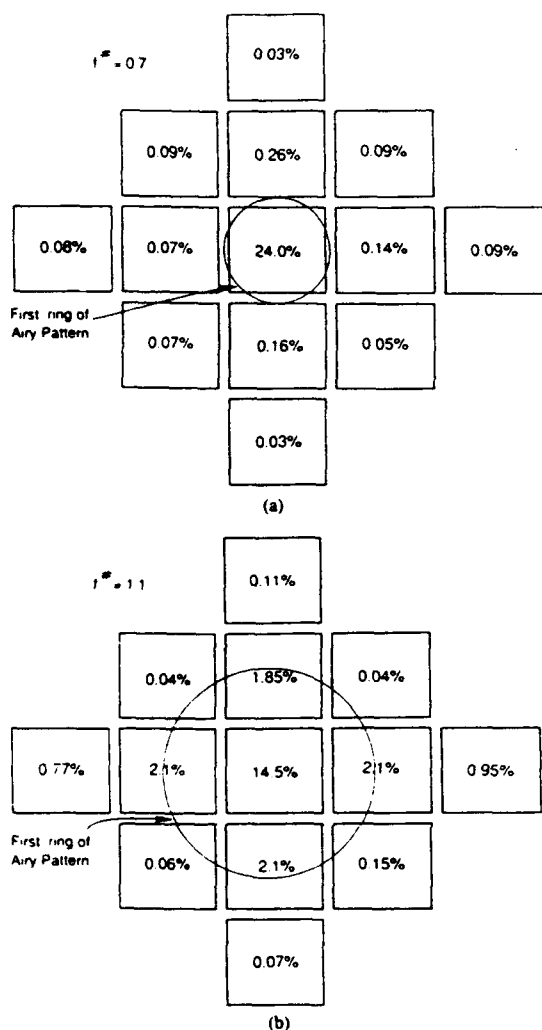 f# = 0.7
0.03%
0.09% 0.26% 0.09%
0.08% 0.07% 24.0% 0.14% 0.09%
First ring of
Airy Pattern
0.07% 0.16% 0.05%
0.03%
(a)
f# = 1.1
0.11%
0.04% 1.85% 0.04%
0.77% 2.1% 14.5% 2.1% 0.95%
First ring of
Airy Pattern
0.06% 2.1% 0.15%
0.07%
(b)